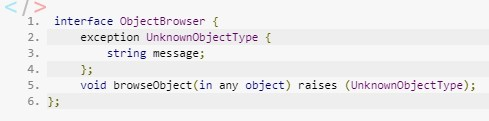 </>
1. interface ObjectBrowser {
2. exception UnknownObjectType {
3. string message;
4. };
5. void browseObject(in any object) raises (UnknownObjectType);
6. };